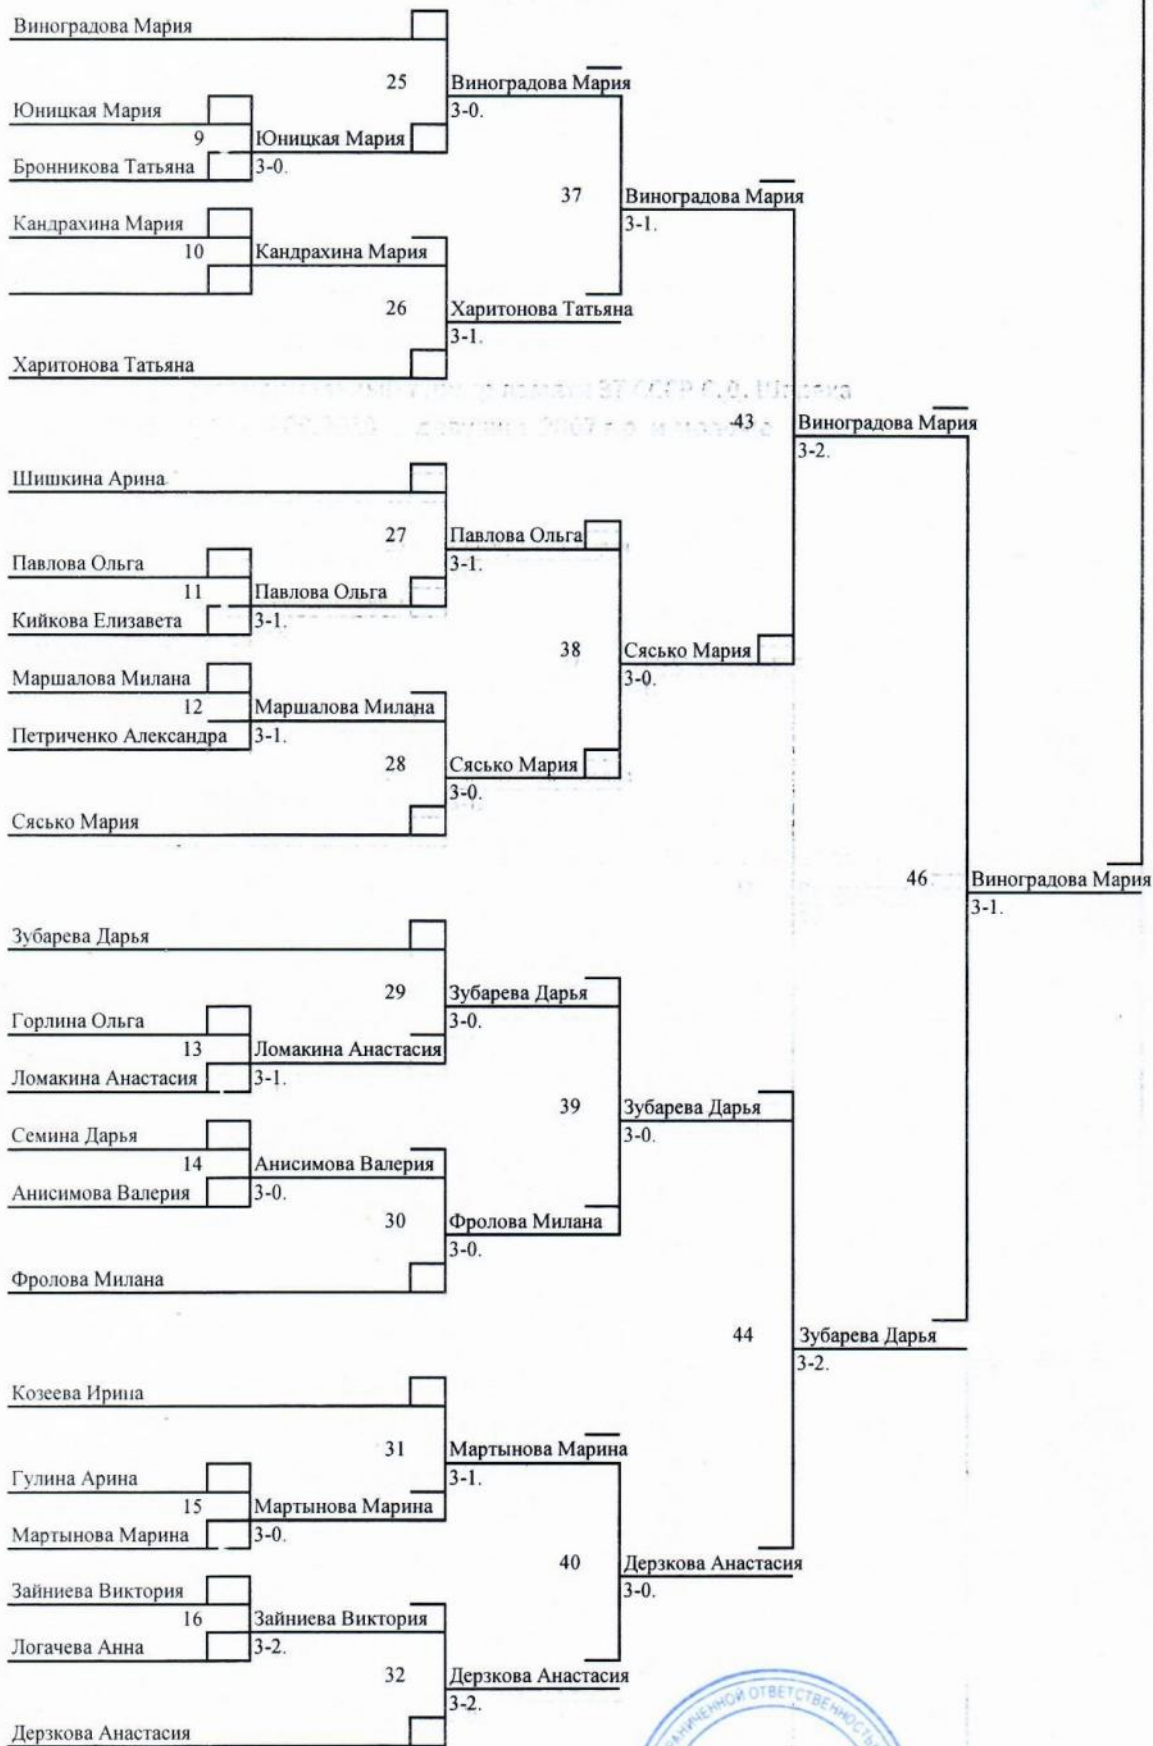 Виноградова Мария
25
Виноградова Мария
3-0.
Юницкая Мария
9
Юницкая Мария
Бронникова Татьяна
3-0.
37
Виноградова Мария
3-1.
Кандрахина Мария
10
Кандрахина Мария
26
Харитонова Татьяна
3-1.
Харитонова Татьяна
43
Виноградова Мария
3-2.
Шишкина Арина
27
Павлова Ольга
3-1.
Павлова Ольга
11
Павлова Ольга
Кийкова Елизавета
3-1.
38
Сясько Мария
3-0.
Маршалова Милана
12
Маршалова Милана
Петриченко Александра
3-1.
28
Сясько Мария
3-0.
Сясько Мария
46
Виноградова Мария
3-1.
Зубарева Дарья
29
Зубарева Дарья
3-0.
Горлина Ольга
13
Ломакина Анастасия
Ломакина Анастасия
3-1.
39
Зубарева Дарья
3-0.
Семина Дарья
14
Анисимова Валерия
Анисимова Валерия
3-0.
30
Фролова Милана
3-0.
Фролова Милана
44
Зубарева Дарья
3-2.
Козеева Ирина
31
Мартынова Марина
3-1.
Гулина Арина
15
Мартынова Марина
Мартынова Марина
3-0.
40
Дерзкова Анастасия
3-0.
Зайниева Виктория
16
Зайниева Виктория
Логачева Анна
3-2.
32
Дерзкова Анастасия
3-2.
Дерзкова Анастасия